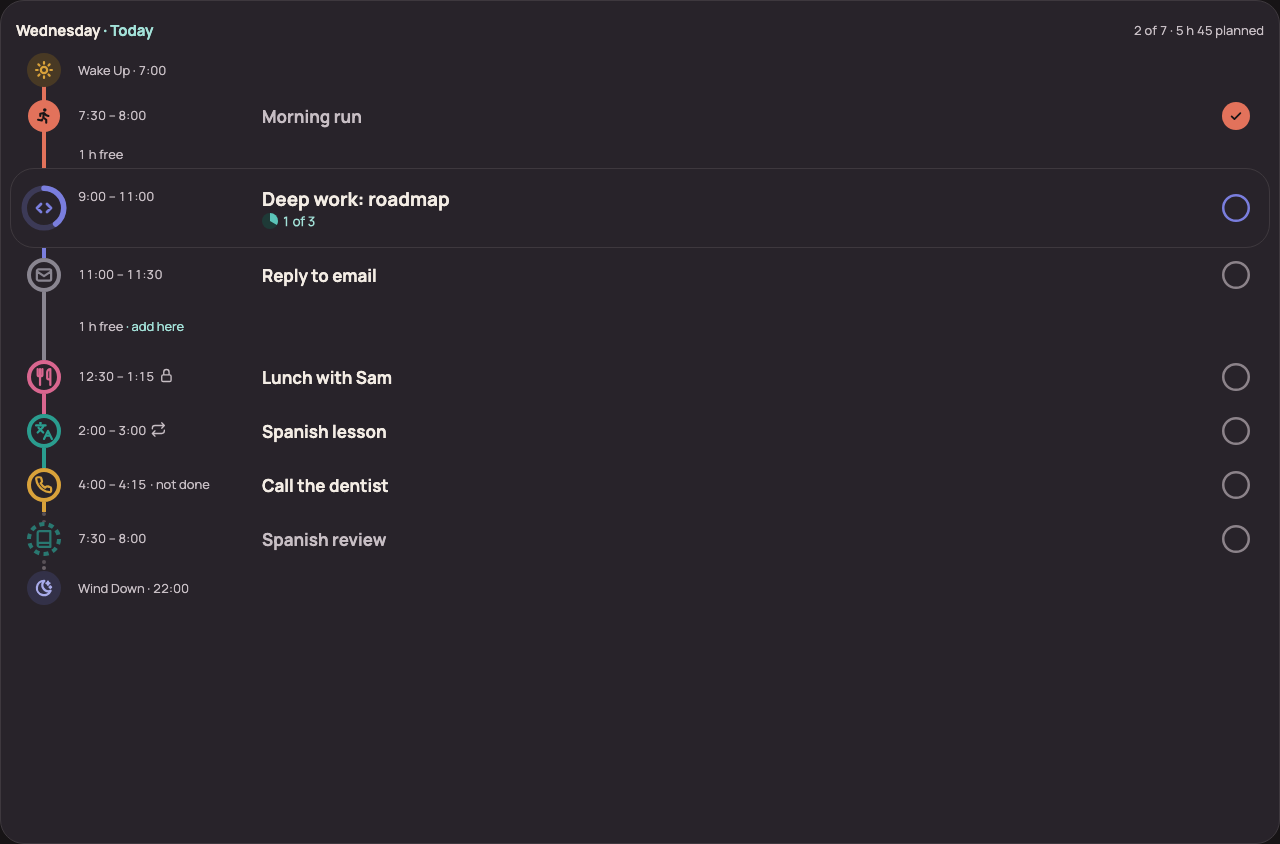 Wednesday · Today
2 of 7 · 5 h 45 planned
Wake Up · 7:00
7:30 – 8:00 Morning run
1 h free
9:00 – 11:00 Deep work: roadmap
1 of 3
11:00 – 11:30 Reply to email
1 h free · add here
12:30 – 1:15 Lunch with Sam
2:00 – 3:00 Spanish lesson
4:00 – 4:15 · not done Call the dentist
7:30 – 8:00 Spanish review
Wind Down · 22:00